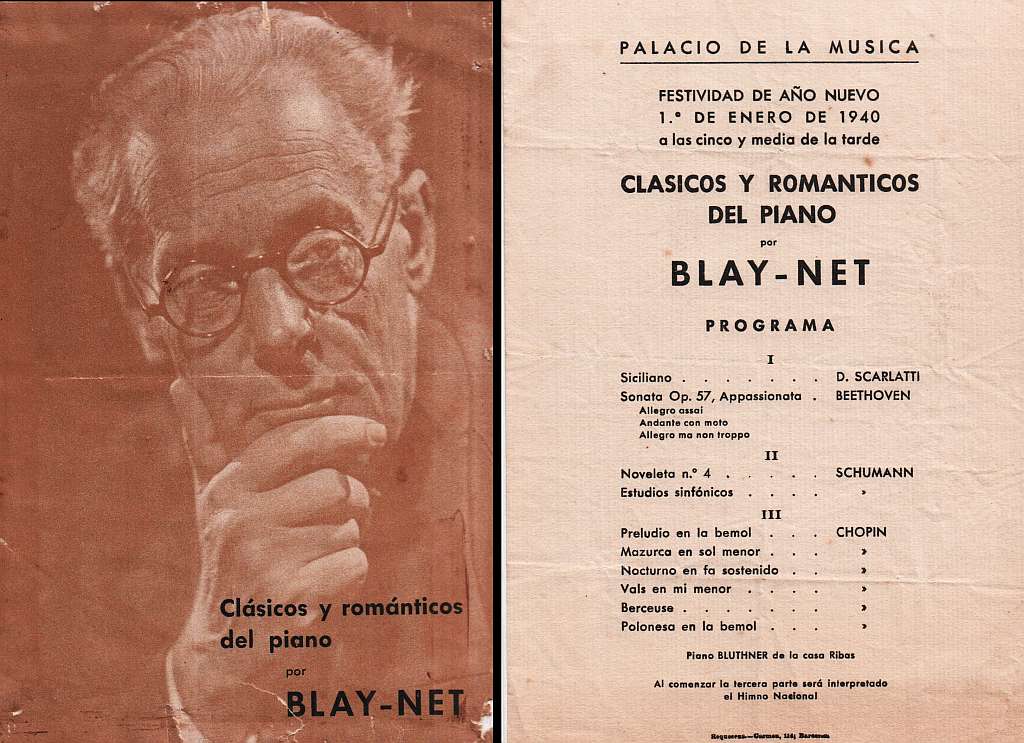 Clásicos y románticos
del piano
por
BLAY-NET
PALACIO DE LA MUSICA
FESTIVIDAD DE AÑO NUEVO
1.º DE ENERO DE 1940
a las cinco y media de la tarde
CLASICOS Y ROMANTICOS
DEL PIANO
por
BLAY-NET
PROGRAMA
I
Siciliano . . . . . . . D. SCARLATTI
Sonata Op. 57, Appassionata . BEETHOVEN
Allegro assai
Andante con moto
Allegro ma non troppo
II
Noveleta n.º 4 . . . . . SCHUMANN
Estudios sinfónicos . . . . »
III
Preludio en la bemol . . . CHOPIN
Mazurca en sol menor . . . »
Nocturno en fa sostenido . . »
Vals en mi menor . . . . »
Berceuse . . . . . . . »
Polonesa en la bemol . . . »
Piano BLUTHNER de la casa Ribas
Al comenzar la tercera parte será interpretado
el Himno Nacional